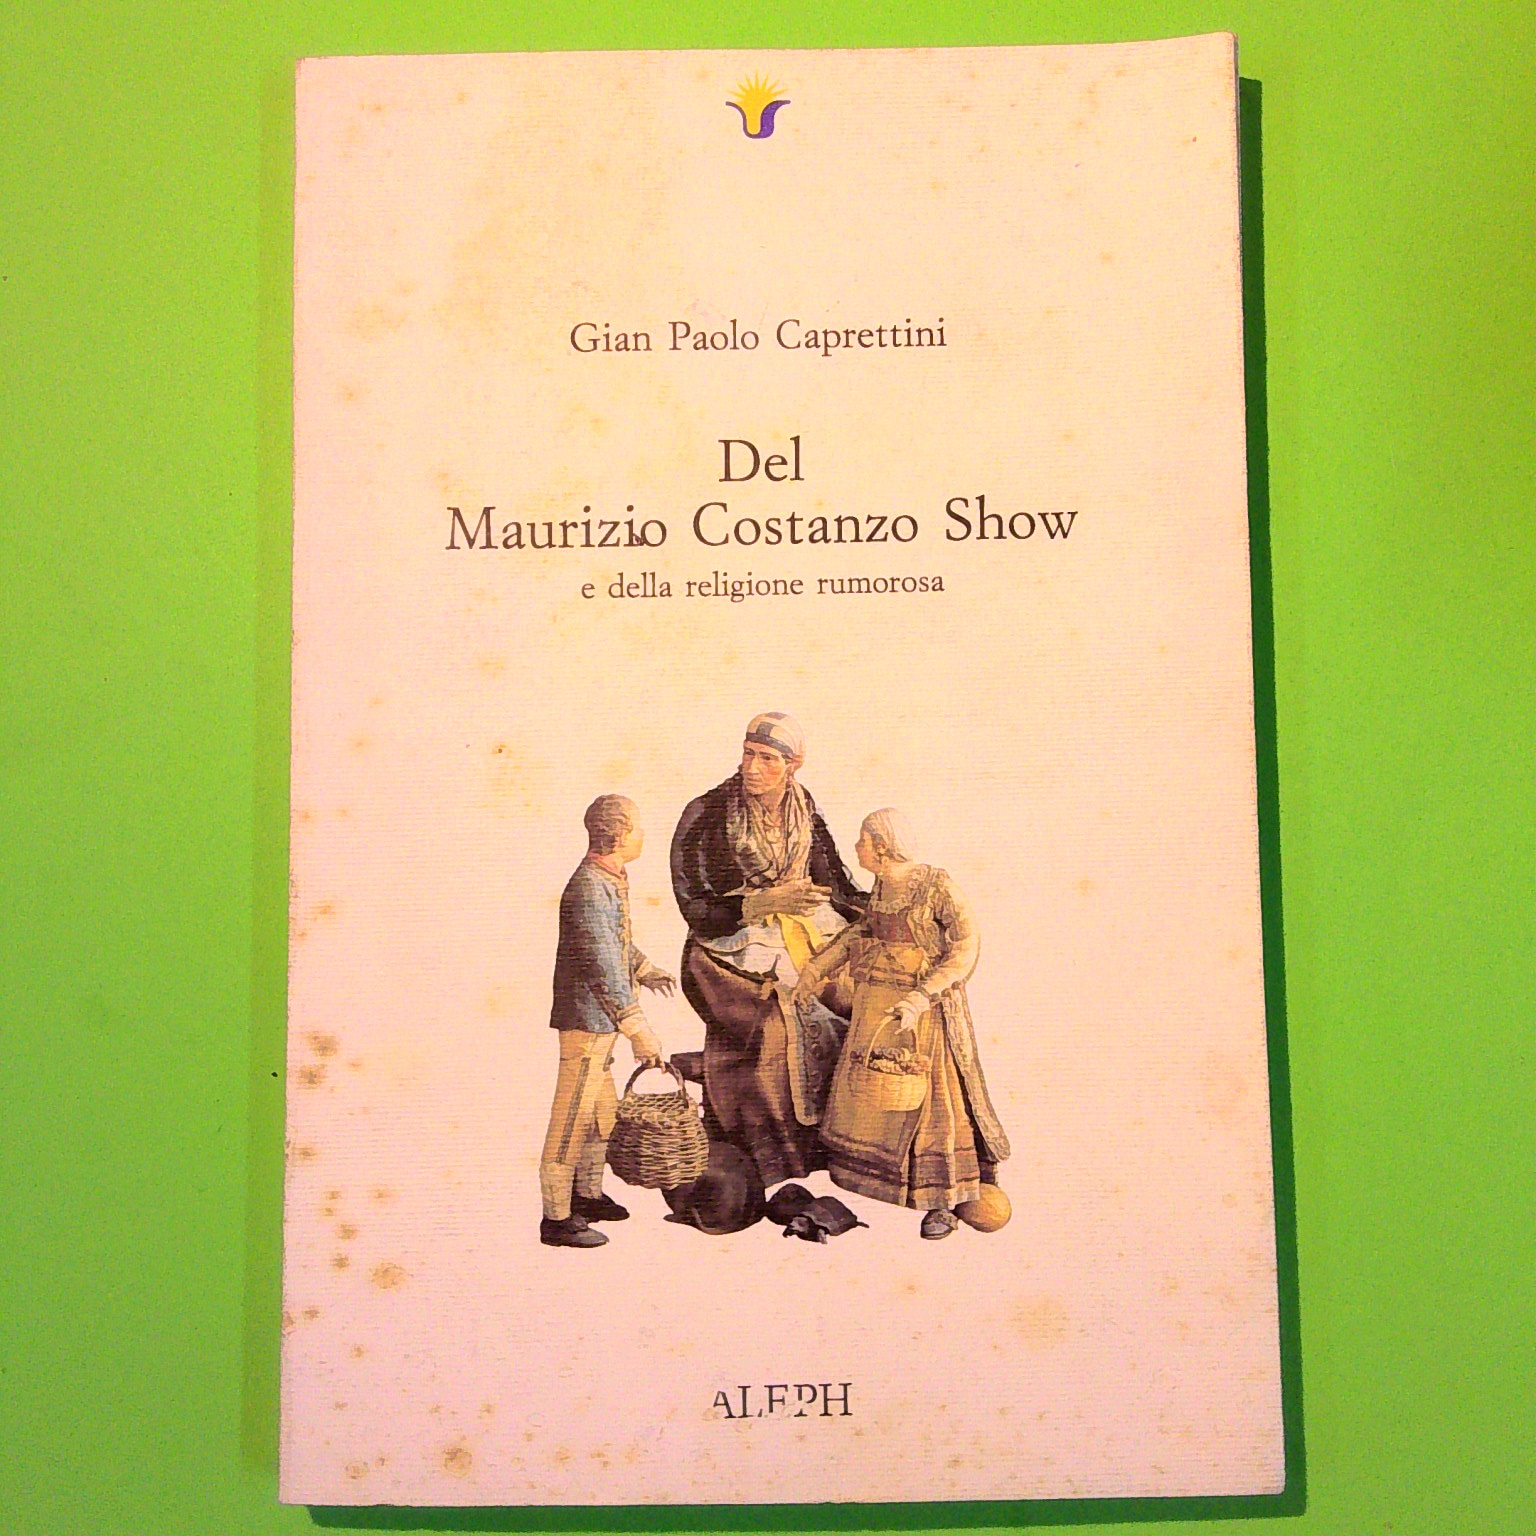 Gian Paolo Caprettini
Del
Maurizio Costanzo Show
e della religione rumorosa
ALEPH